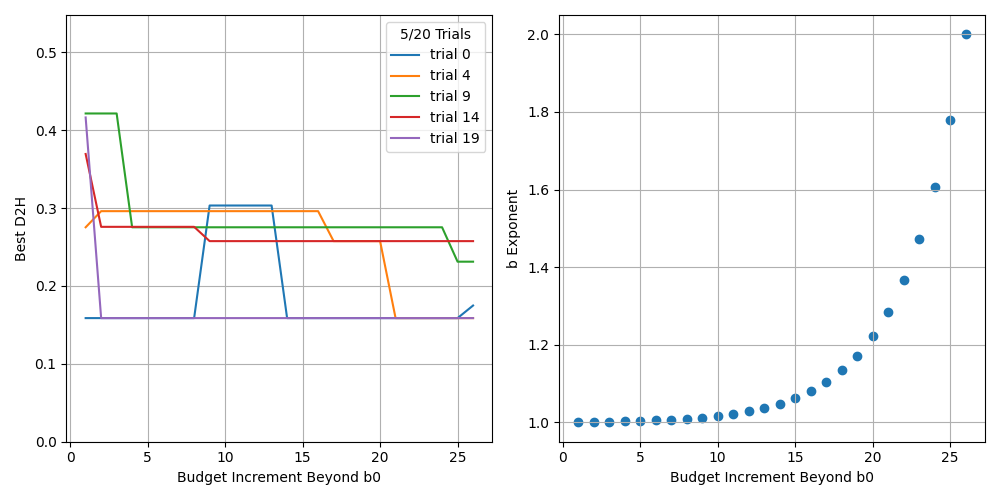 5/20 Trials
trial 0
trial 4
trial 9
trial 14
trial 19
0.5
0.4
0.3
0.2
0.1
0.0
Best D2H
0 5 10 15 20 25
Budget Increment Beyond b0
2.0
1.8
1.6
1.4
1.2
1.0
b Exponent
0 5 10 15 20 25
Budget Increment Beyond b0